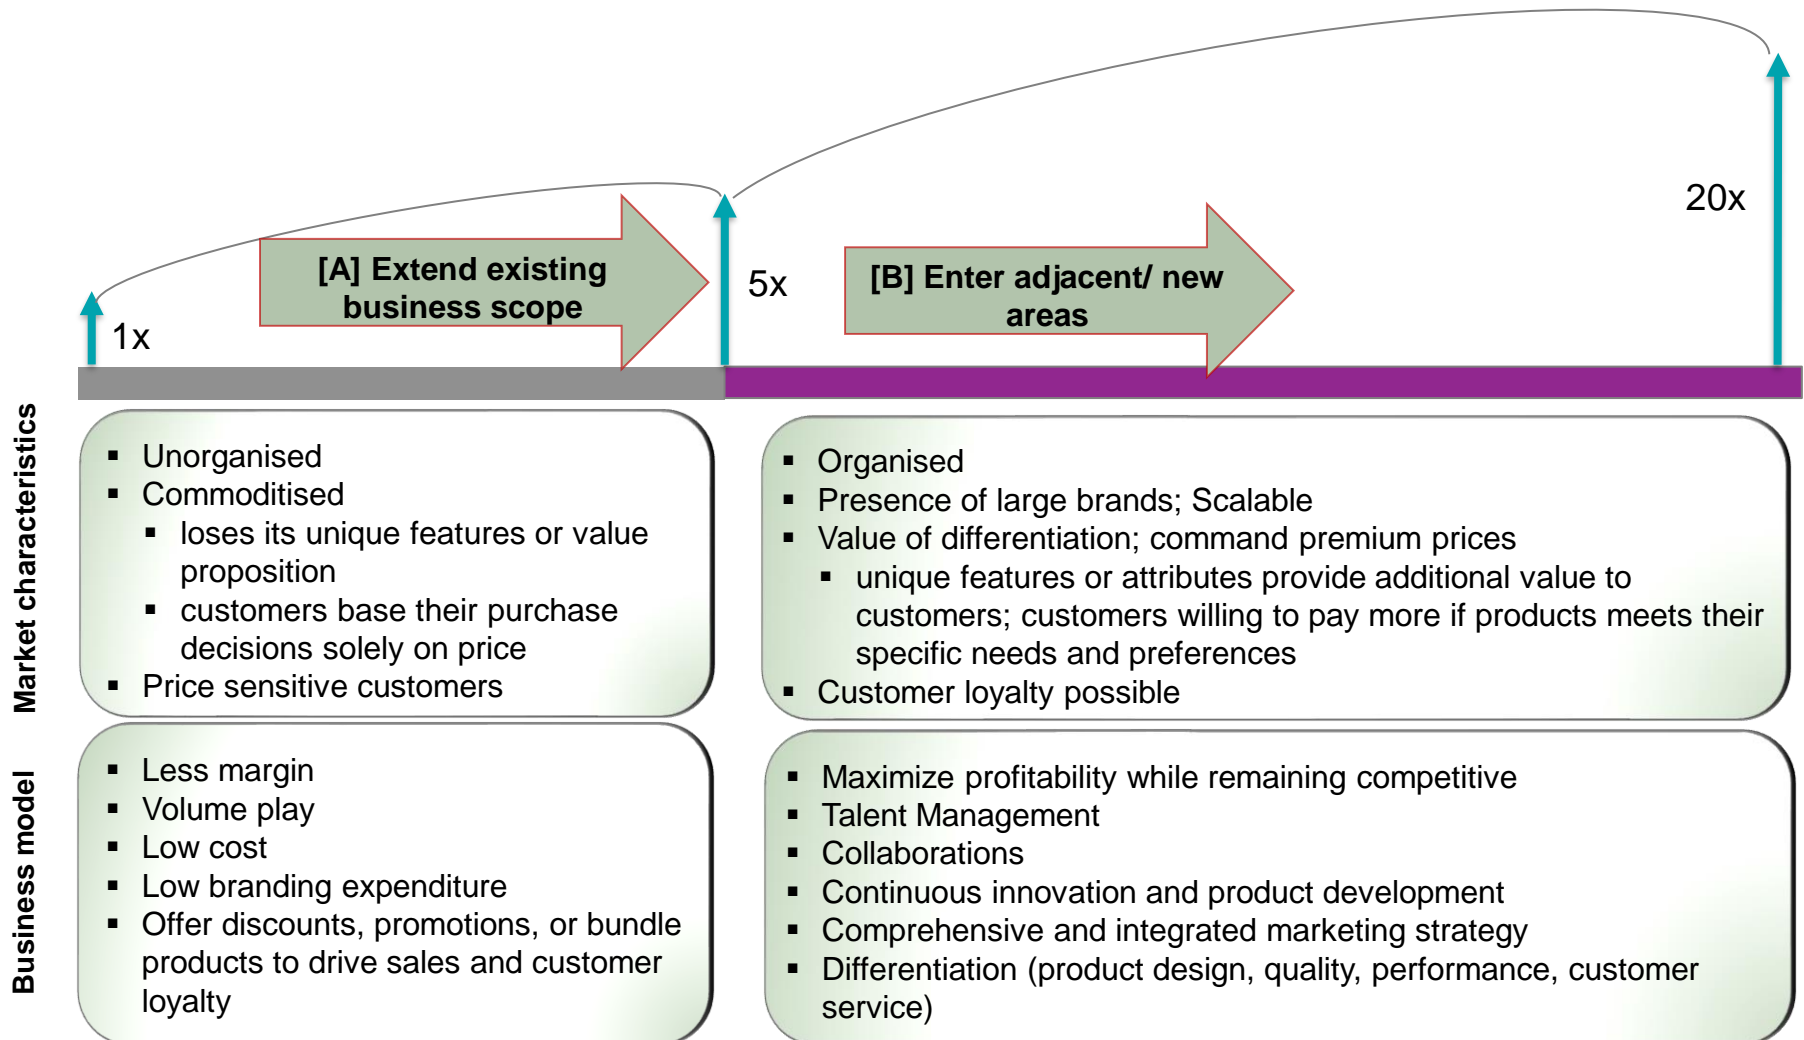 20x
[A] Extend existing
business scope
5x
[B] Enter adjacent/ new
areas
1x
Market characteristics
▪ Unorganised
▪ Commoditised
▪ loses its unique features or value
proposition
▪ customers base their purchase
decisions solely on price
▪ Price sensitive customers
▪ Organised
▪ Presence of large brands; Scalable
▪ Value of differentiation; command premium prices
▪ unique features or attributes provide additional value to
customers; customers willing to pay more if products meets their
specific needs and preferences
▪ Customer loyalty possible
Business model
▪ Less margin
▪ Volume play
▪ Low cost
▪ Low branding expenditure
▪ Offer discounts, promotions, or bundle
products to drive sales and customer
loyalty
▪ Maximize profitability while remaining competitive
▪ Talent Management
▪ Collaborations
▪ Continuous innovation and product development
▪ Comprehensive and integrated marketing strategy
▪ Differentiation (product design, quality, performance, customer
service)